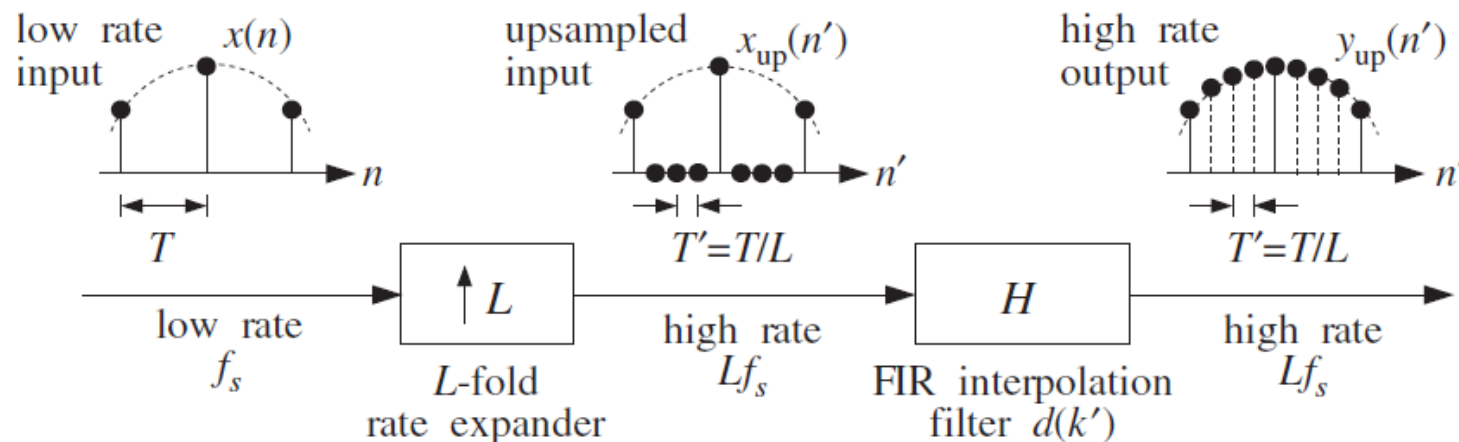 low rate
input
x(n)
n
T
upsampled
input
x_up(n′)
n′
T′=T/L
high rate
output
y_up(n′)
n′
T′=T/L
low rate
f_s
↑ L
L-fold
rate expander
high rate
Lf_s
H
FIR interpolation
filter d(k′)
high rate
Lf_s